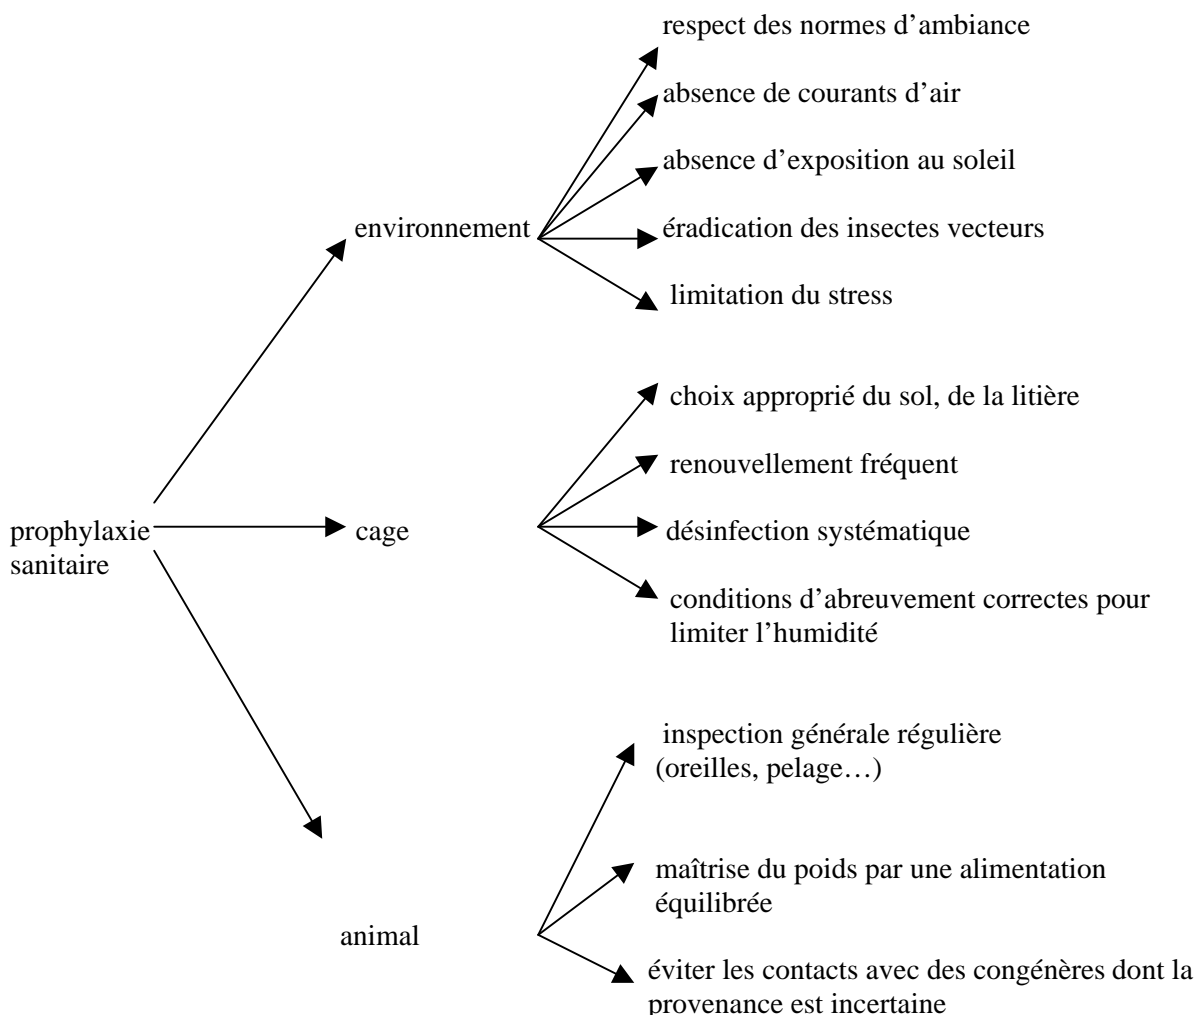 respect des normes d’ambiance
absence de courants d’air
absence d’exposition au soleil
environnement
éradication des insectes vecteurs
limitation du stress
choix approprié du sol, de la litière
renouvellement fréquent
prophylaxie
sanitaire
cage
désinfection systématique
conditions d’abreuvement correctes pour
limiter l’humidité
inspection générale régulière
(oreilles, pelage…)
maîtrise du poids par une alimentation
équilibrée
animal
éviter les contacts avec des congénères dont la
provenance est incertaine